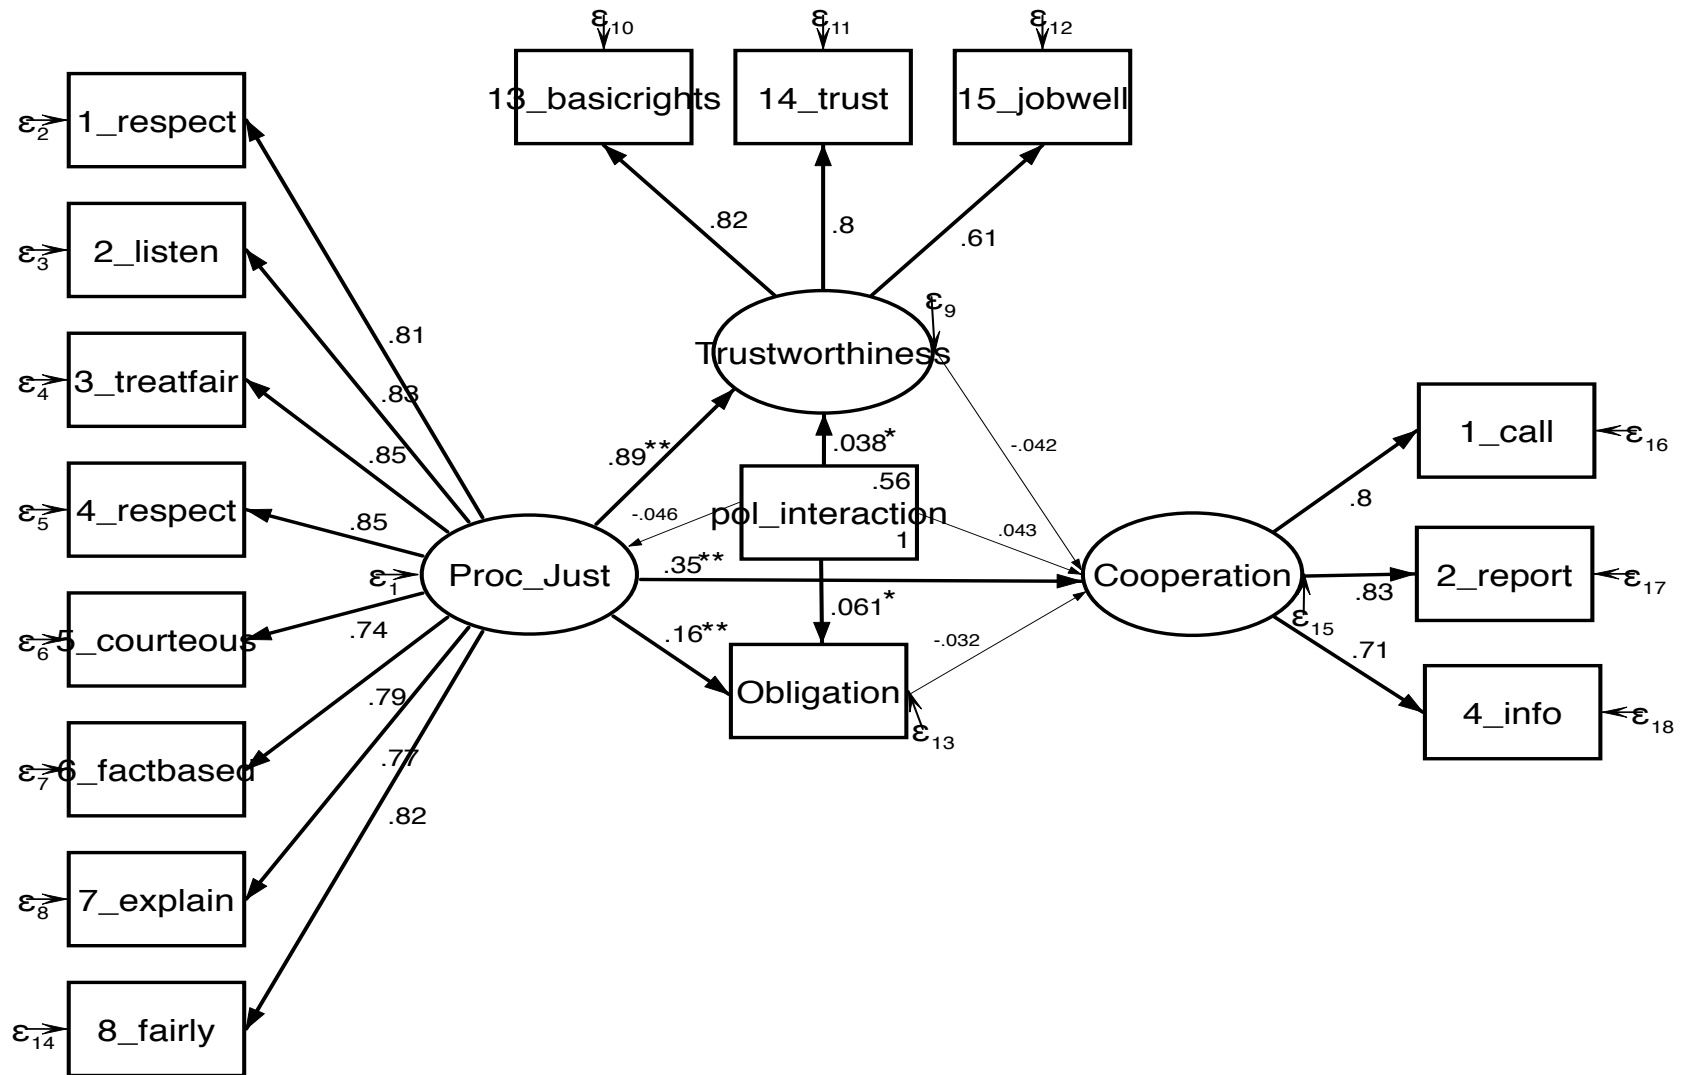 ε10
ε11
ε12
13_basicrights
14_trust
15_jobwell
ε2
1_respect
ε3
2_listen
ε4
3_treatfair
ε5
4_respect
ε6
5_courteous
ε7
6_factbased
ε8
7_explain
ε14
8_fairly
.81
.83
.85
.85
.74
.79
.77
.82
ε1
Proc_Just
.82
.8
.61
Trustworthiness
ε9
.89**
.038*
-.042
.56
pol_interaction
1
-.046
.043
.35**
.061*
.16**
-.032
Obligation
ε13
Cooperation
ε15
.8
.83
.71
1_call
ε16
2_report
ε17
4_info
ε18